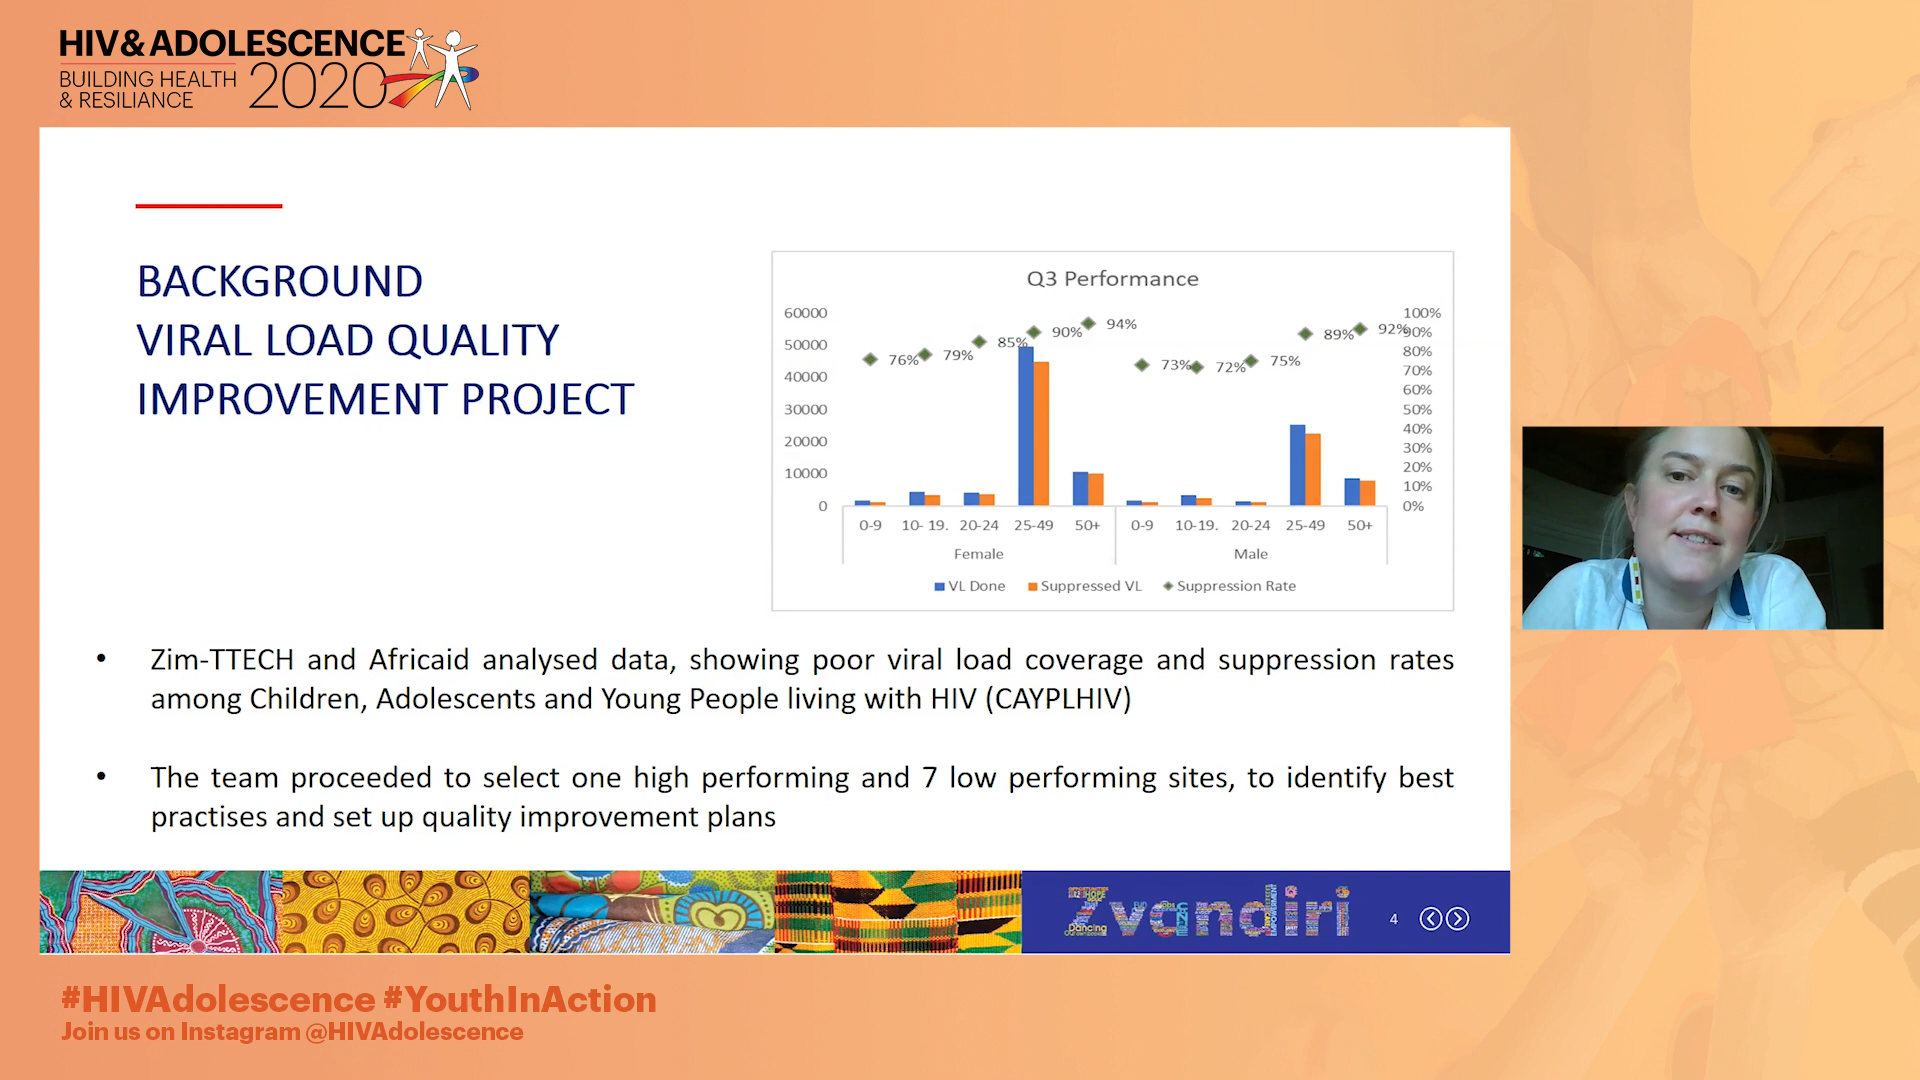 HIV & ADOLESCENCE
BUILDING HEALTH
& RESILIANCE
2020
BACKGROUND
VIRAL LOAD QUALITY
IMPROVEMENT PROJECT
Q3 Performance
60000
50000
40000
30000
20000
10000
0
100%
90%
80%
70%
60%
50%
40%
30%
20%
10%
0%
76% 79% 85% 90% 94% 73% 72% 75% 89% 92%
0-9 10- 19. 20-24 25-49 50+ 0-9 10-19. 20-24 25-49 50+
Female Male
VL Done Suppressed VL Suppression Rate
• Zim-TTECH and Africaid analysed data, showing poor viral load coverage and suppression rates
among Children, Adolescents and Young People living with HIV (CAYPLHIV)
• The team proceeded to select one high performing and 7 low performing sites, to identify best
practises and set up quality improvement plans
Zvandiri
4
#HIVAdolescence #YouthInAction
Join us on Instagram @HIVAdolescence